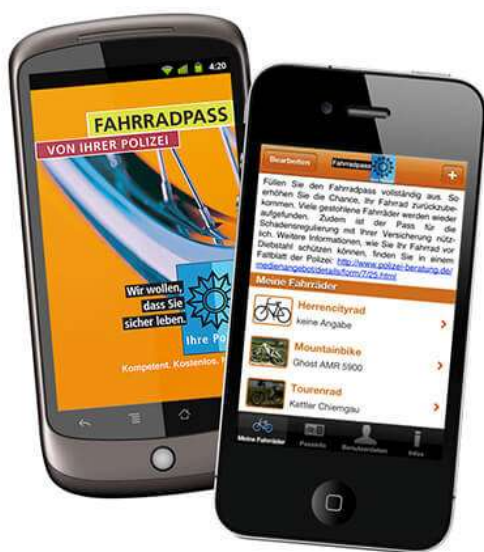 4:20
FAHRRADPASS
VON IHRER POLIZEI
Wir wollen,
dass Sie
sicher leben.
Ihre Po
Kompetent. Kostenlos. N
Bearbeiten
Fahrradpass
+
Füllen Sie den Fahrradpass vollständig aus. So
erhöhen Sie die Chance, Ihr Fahrrad zurückzube-
kommen. Viele gestohlene Fahrräder werden wieder
aufgefunden. Zudem ist der Pass für die
Schadensregulierung mit Ihrer Versicherung nütz-
lich. Weitere Informationen, wie Sie Ihr Fahrrad vor
Diebstahl schützen können, finden Sie in einem
Faltblatt der Polizei: http://www.polizei-beratung.de/
medienangebot/details/form/7/25.html
Meine Fahrräder
Herrencityrad
keine Angabe
Mountainbike
Ghost AMR 5900
Tourenrad
Kettler Chiemgau
Meine Fahrräder
Passinfo
Benutzerdaten
Infos